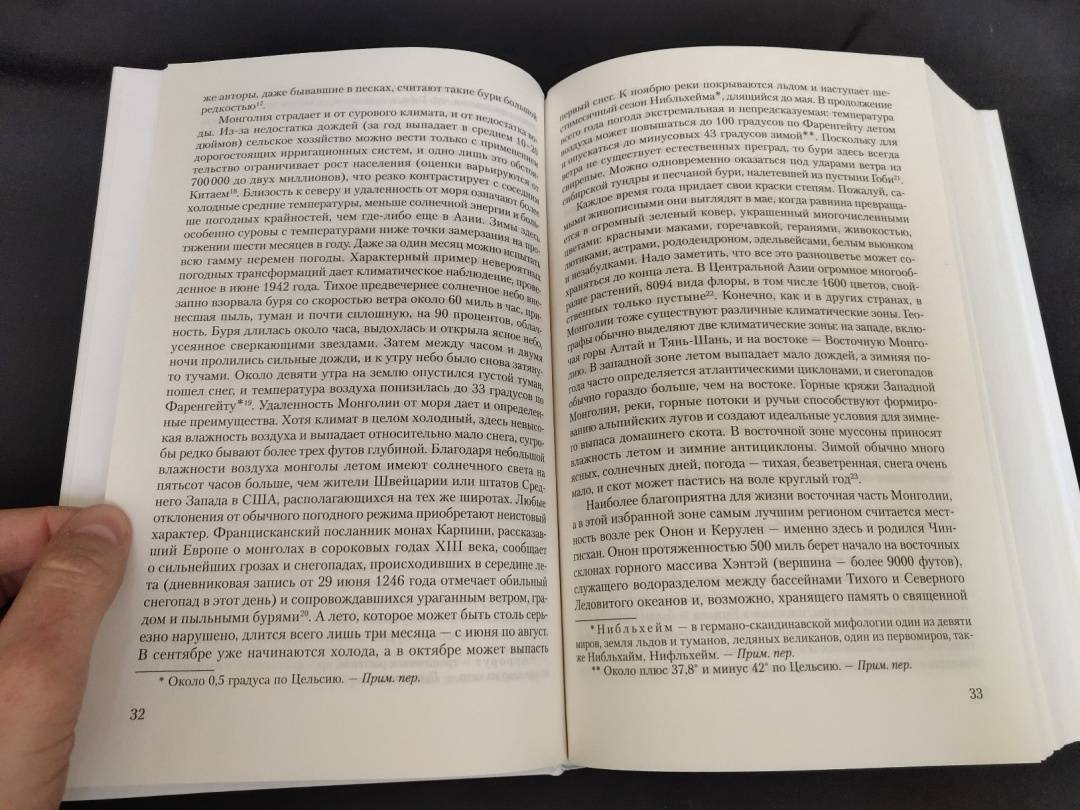 же авторы, даже бывавшие в песках, считают такие бури большой
редкостью¹².
Монголия страдает и от сурового климата, и от недостатка во-
ды. Из-за недостатка дождей (за год выпадает в среднем 10–20
дюймов) сельское хозяйство можно вести только с применением
дорогостоящих ирригационных систем, и одно лишь это обстоя-
тельство ограничивает рост населения (оценки варьируются от
700 000 до двух миллионов), что резко контрастирует с соседним
Китаем¹⁸. Близость к северу и удаленность от моря означают более
холодные средние температуры, меньше солнечной энергии и боль-
ше погодных крайностей, чем где-либо еще в Азии. Зимы здесь
особенно суровы с температурами ниже точки замерзания на про-
тяжении шести месяцев в году. Даже за один месяц можно испытать
всю гамму перемен погоды. Характерный пример невероятных
погодных трансформаций дает климатическое наблюдение, прове-
денное в июне 1942 года. Тихое предвечернее солнечное небо вне-
запно взорвала буря со скоростью ветра около 60 миль в час, при-
несшая пыль, туман и почти сплошную, на 90 процентов, облач-
ность. Буря длилась около часа, выдохлась и открыла ясное небо,
усеянное сверкающими звездами. Затем между часом и двумя
ночи пролились сильные дожди, и к утру небо было снова затяну-
то тучами. Около девяти утра на землю опустился густой туман,
пошел снег, и температура воздуха понизилась до 33 градусов по
Фаренгейту*¹⁹. Удаленность Монголии от моря дает и определен-
ные преимущества. Хотя климат в целом холодный, здесь невысо-
кая влажность воздуха и выпадает относительно мало снега, сугро-
бы редко бывают более трех футов глубиной. Благодаря небольшой
влажности воздуха монголы летом имеют солнечного света на
пятьсот часов больше, чем жители Швейцарии или штатов Сред-
него Запада в США, располагающихся на тех же широтах. Любые
отклонения от обычного погодного режима приобретают неистовый
характер. Францисканский посланник монах Карпини, рассказав-
ший Европе о монголах в сороковых годах XIII века, сообщает
о сильнейших грозах и снегопадах, происходивших в середине ле-
та (дневниковая запись от 29 июня 1246 года отмечает обильный
снегопад в этот день) и сопровождавшихся ураганным ветром, гра-
дом и пыльными бурями²⁰. А лето, которое может быть столь серь-
езно нарушено, длится всего лишь три месяца — с июня по август.
В сентябре уже начинаются холода, а в октябре может выпасть
* Около 0,5 градуса по Цельсию. — Прим. пер.
32
первый снег. К ноябрю реки покрываются льдом и наступает ше-
стимесячный сезон Нибльхейма*, длящийся до мая. В продолжение
всего года погода экстремальная и непредсказуемая: температура
воздуха может повышаться до 100 градусов по Фаренгейту летом
и опускаться до минусовых 43 градусов зимой**. Поскольку для
ветра не существует естественных преград, то бури здесь всегда
свирепые. Можно одновременно оказаться под ударами ветра из
сибирской тундры и песчаной бури, налетевшей из пустыни Гоби²¹.
Каждое время года придает свои краски степям. Пожалуй, са-
мыми живописными они выглядят в мае, когда равнина превраща-
ется в огромный зеленый ковер, украшенный многочисленными
цветами: красными маками, горечавкой, геранями, живокостью,
лютиками, астрами, рододендроном, эдельвейсами, белым вьюнком
и незабудками. Надо заметить, что все это разноцветье может со-
храняться до конца лета. В Центральной Азии огромное многооб-
разие растений, 8094 вида флоры, в том числе 1600 цветов, свой-
ственных только пустыне²². Конечно, как и в других странах, в
Монголии тоже существуют различные климатические зоны. Гео-
графы обычно выделяют две климатические зоны: на западе, вклю-
чая горы Алтай и Тянь-Шань, и на востоке — Восточную Монго-
лию. В западной зоне летом выпадает мало дождей, а зимняя по-
года часто определяется атлантическими циклонами, и снегопадов
обычно гораздо больше, чем на востоке. Горные кряжи Западной
Монголии, реки, горные потоки и ручьи способствуют формиро-
ванию альпийских лугов и создают идеальные условия для зимне-
го выпаса домашнего скота. В восточной зоне муссоны приносят
влажность летом и зимние антициклоны. Зимой обычно много
ясных, солнечных дней, погода — тихая, безветренная, снега очень
мало, и скот может пастись на воле круглый год²³.
Наиболее благоприятна для жизни восточная часть Монголии,
а в этой избранной зоне самым лучшим регионом считается мест-
ность возле рек Онон и Керулен — именно здесь и родился Чин-
гисхан. Онон протяженностью 500 миль берет начало на восточных
склонах горного массива Хэнтэй (вершина — более 9000 футов),
служащего водоразделом между бассейнами Тихого и Северного
Ледовитого океанов и, возможно, хранящего память о священной
* Нибльхейм — в германо-скандинавской мифологии один из девяти
миров, земля льдов и туманов, ледяных великанов, один из первомиров, так-
же Нибльхайм, Нифльхейм. — Прим. пер.
** Около плюс 37,8° и минус 42° по Цельсию. — Прим. пер.
33